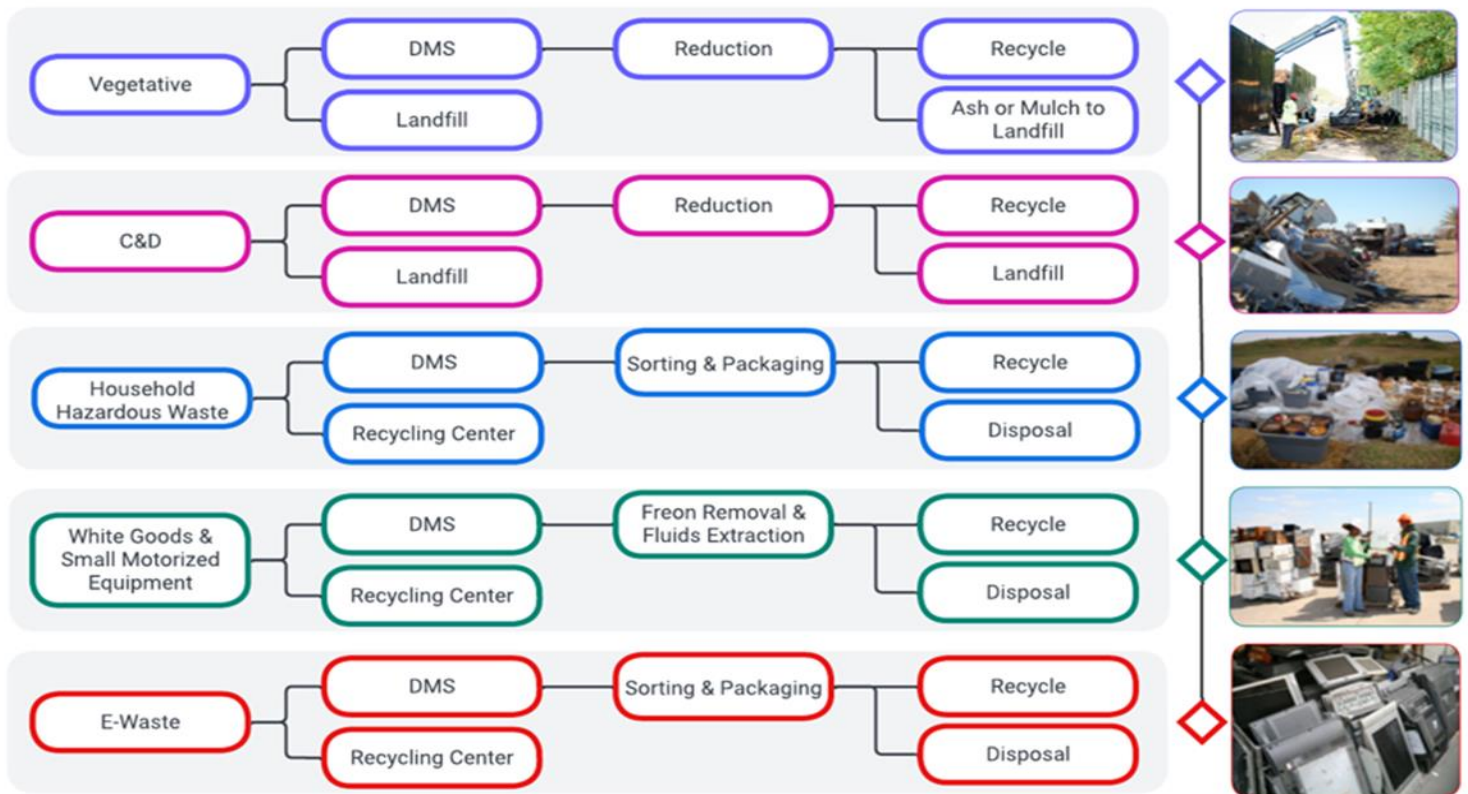 Vegetative
DMS
Landfill
Reduction
Recycle
Ash or Mulch to
Landfill
C&D
DMS
Landfill
Reduction
Recycle
Landfill
Household
Hazardous Waste
DMS
Recycling Center
Sorting & Packaging
Recycle
Disposal
White Goods &
Small Motorized
Equipment
DMS
Recycling Center
Freon Removal &
Fluids Extraction
Recycle
Disposal
E-Waste
DMS
Recycling Center
Sorting & Packaging
Recycle
Disposal